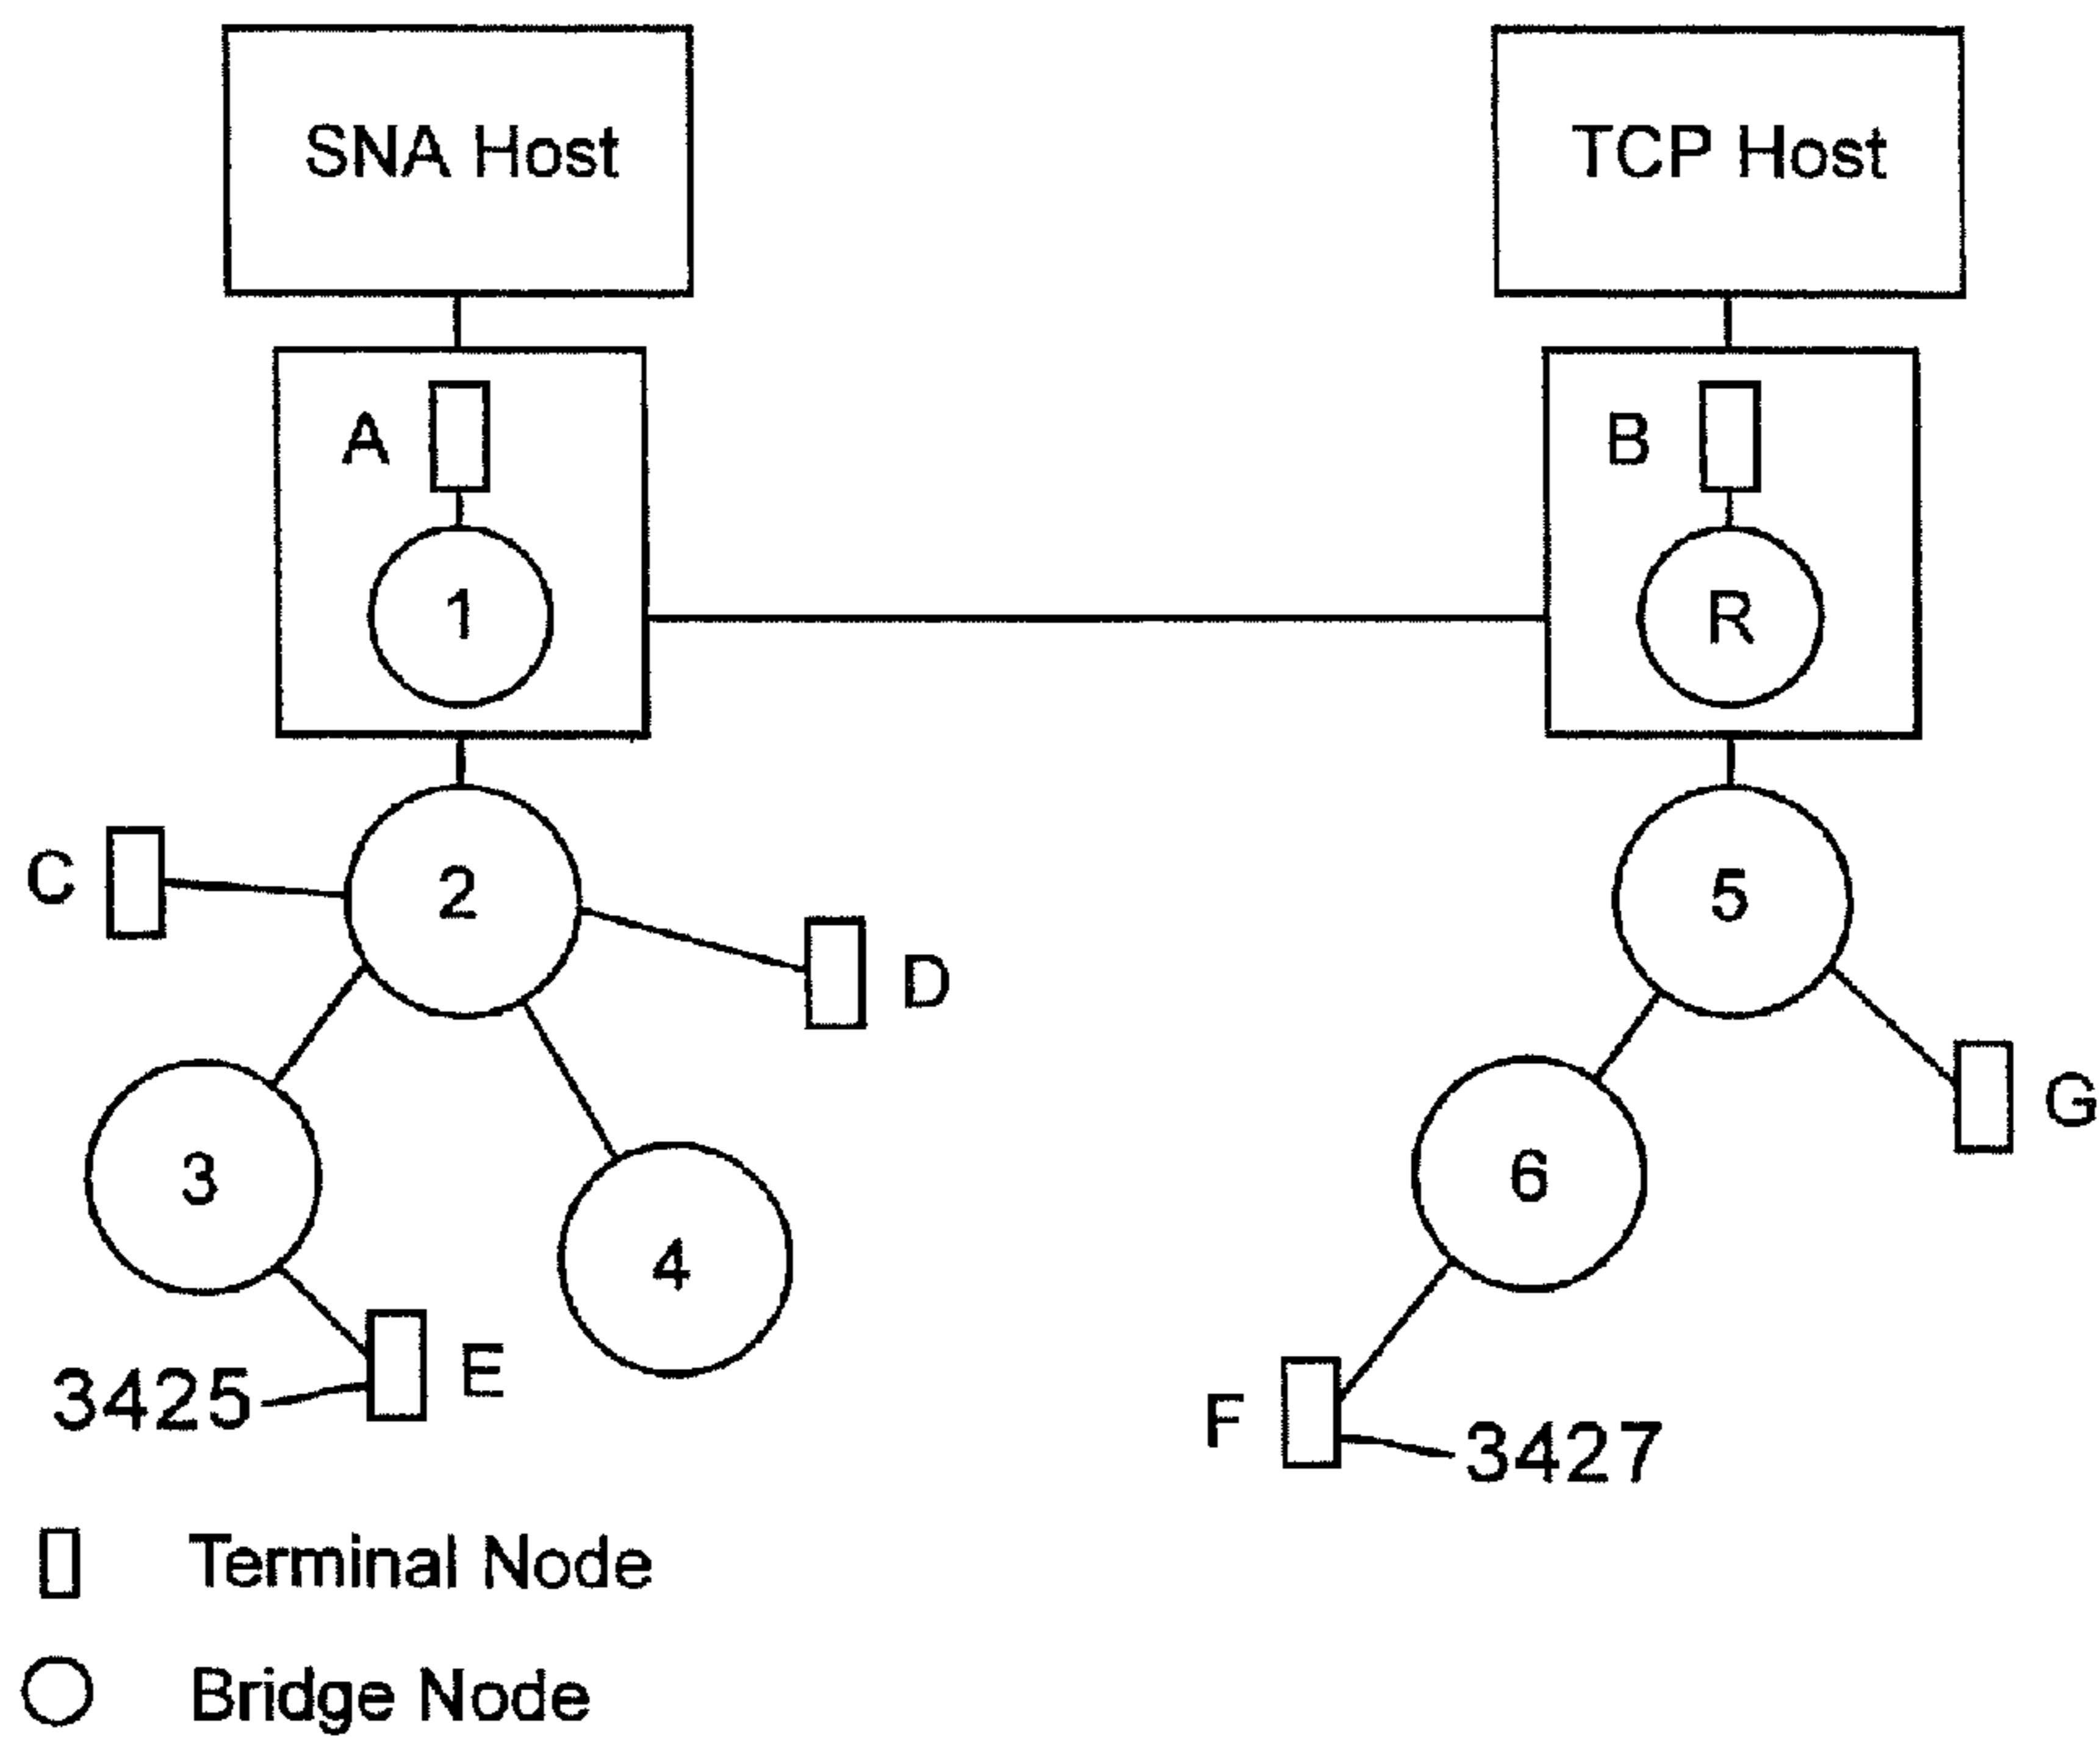 SNA Host
TCP Host
A
B
1
R
C
2
D
5
G
3
4
6
E
3425
F
3427
Terminal Node
Bridge Node